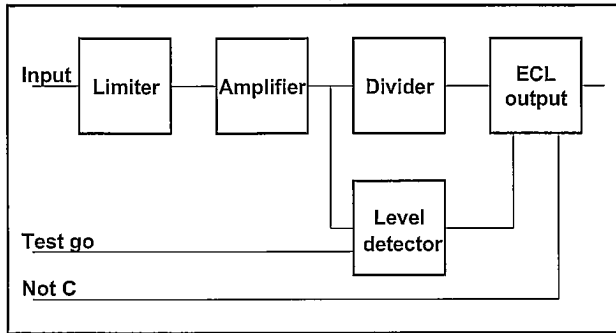 Input
Limiter
Amplifier
Divider
ECL
output
Level
detector
Test go
Not C